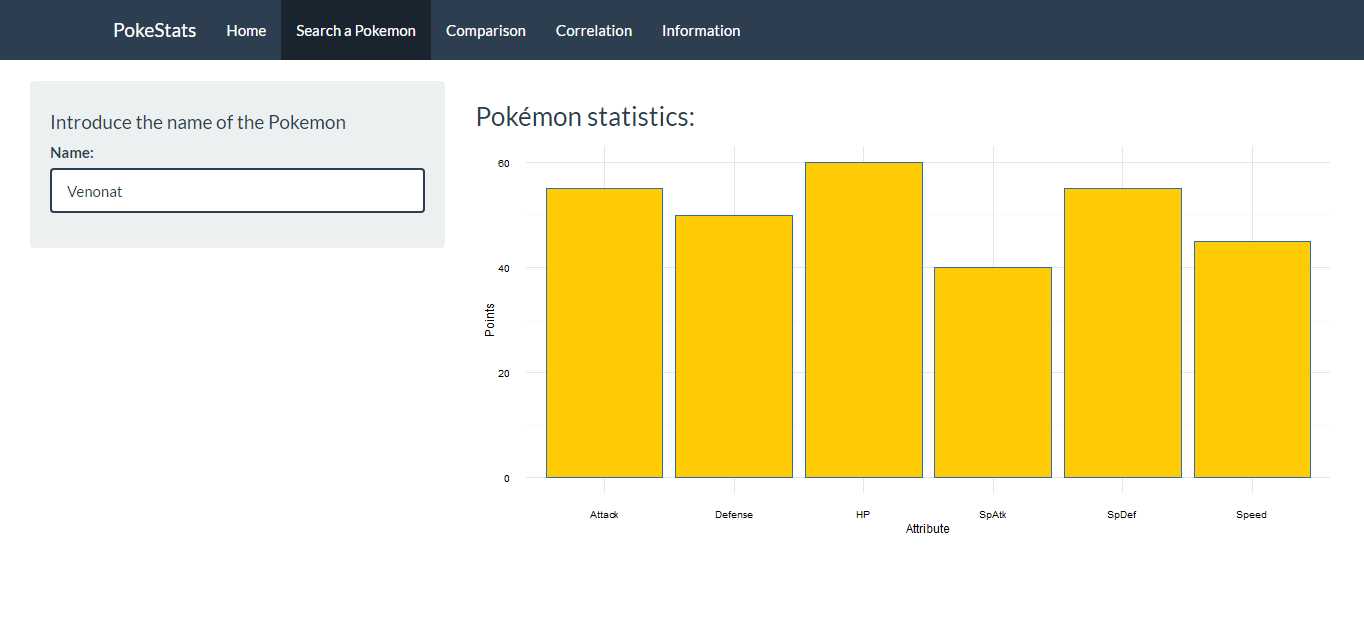 PokeStats Home Search a Pokemon Comparison Correlation Information
Introduce the name of the Pokemon
Name:
Venonat
Pokémon statistics:
60
40
20
0
Points
Attack Defense HP SpAtk SpDef Speed
Attribute